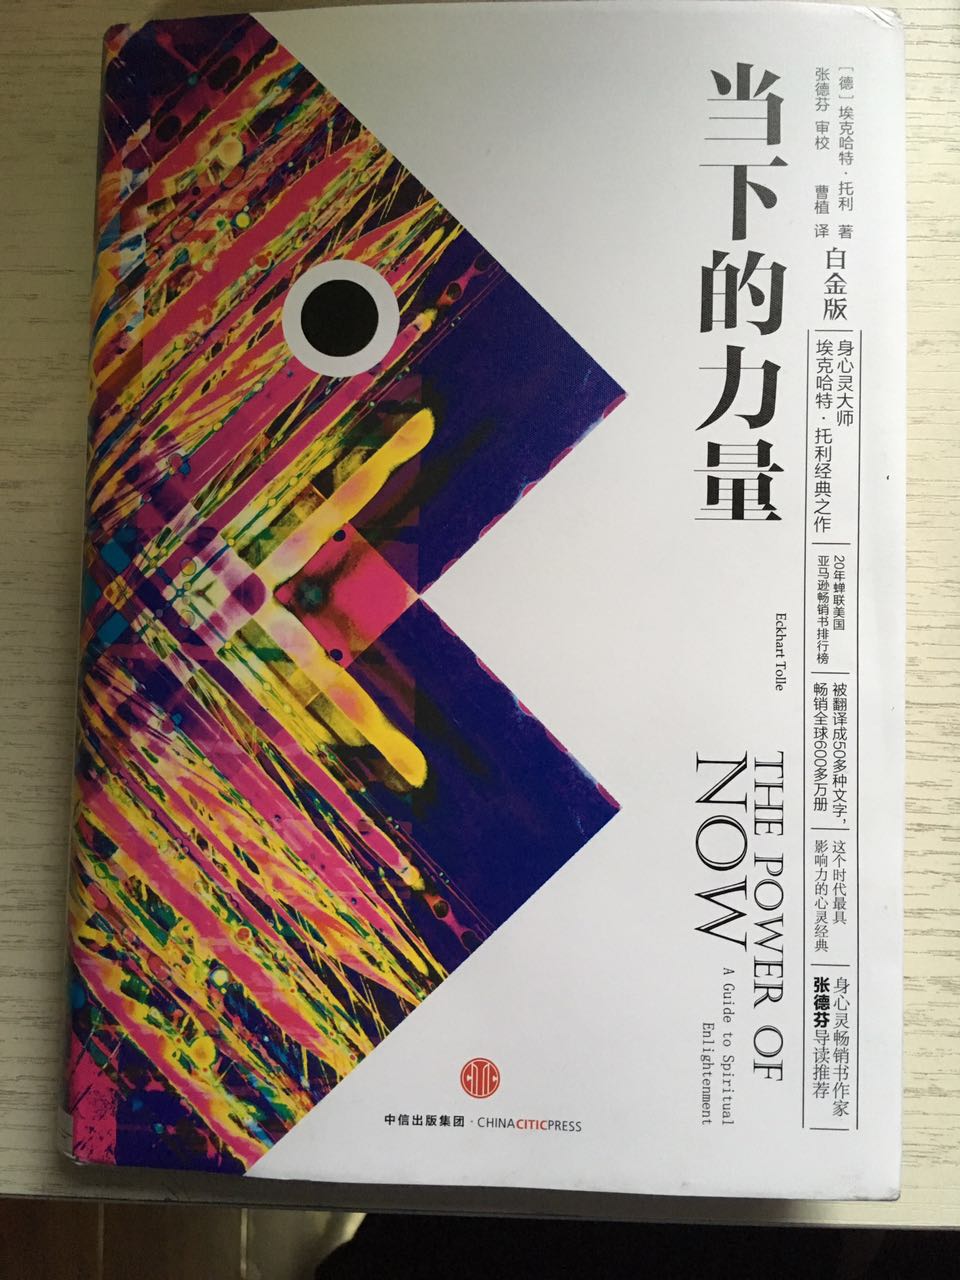 [德]埃克哈特·托利 著
张德芬 审校 曹植 译
白金版
当下的力量
身心灵大师
埃克哈特·托利经典之作
20年蝉联美国
亚马逊畅销书排行榜
被翻译成50多种文字，
畅销全球600多万册
这个时代最具
影响力的心灵经典
身心灵畅销书作家
张德芬导读推荐
Eckhart Tolle
THE POWER OF
NOW
A Guide to Spiritual
Enlightenment
中信出版集团·CHINACITICPRESS